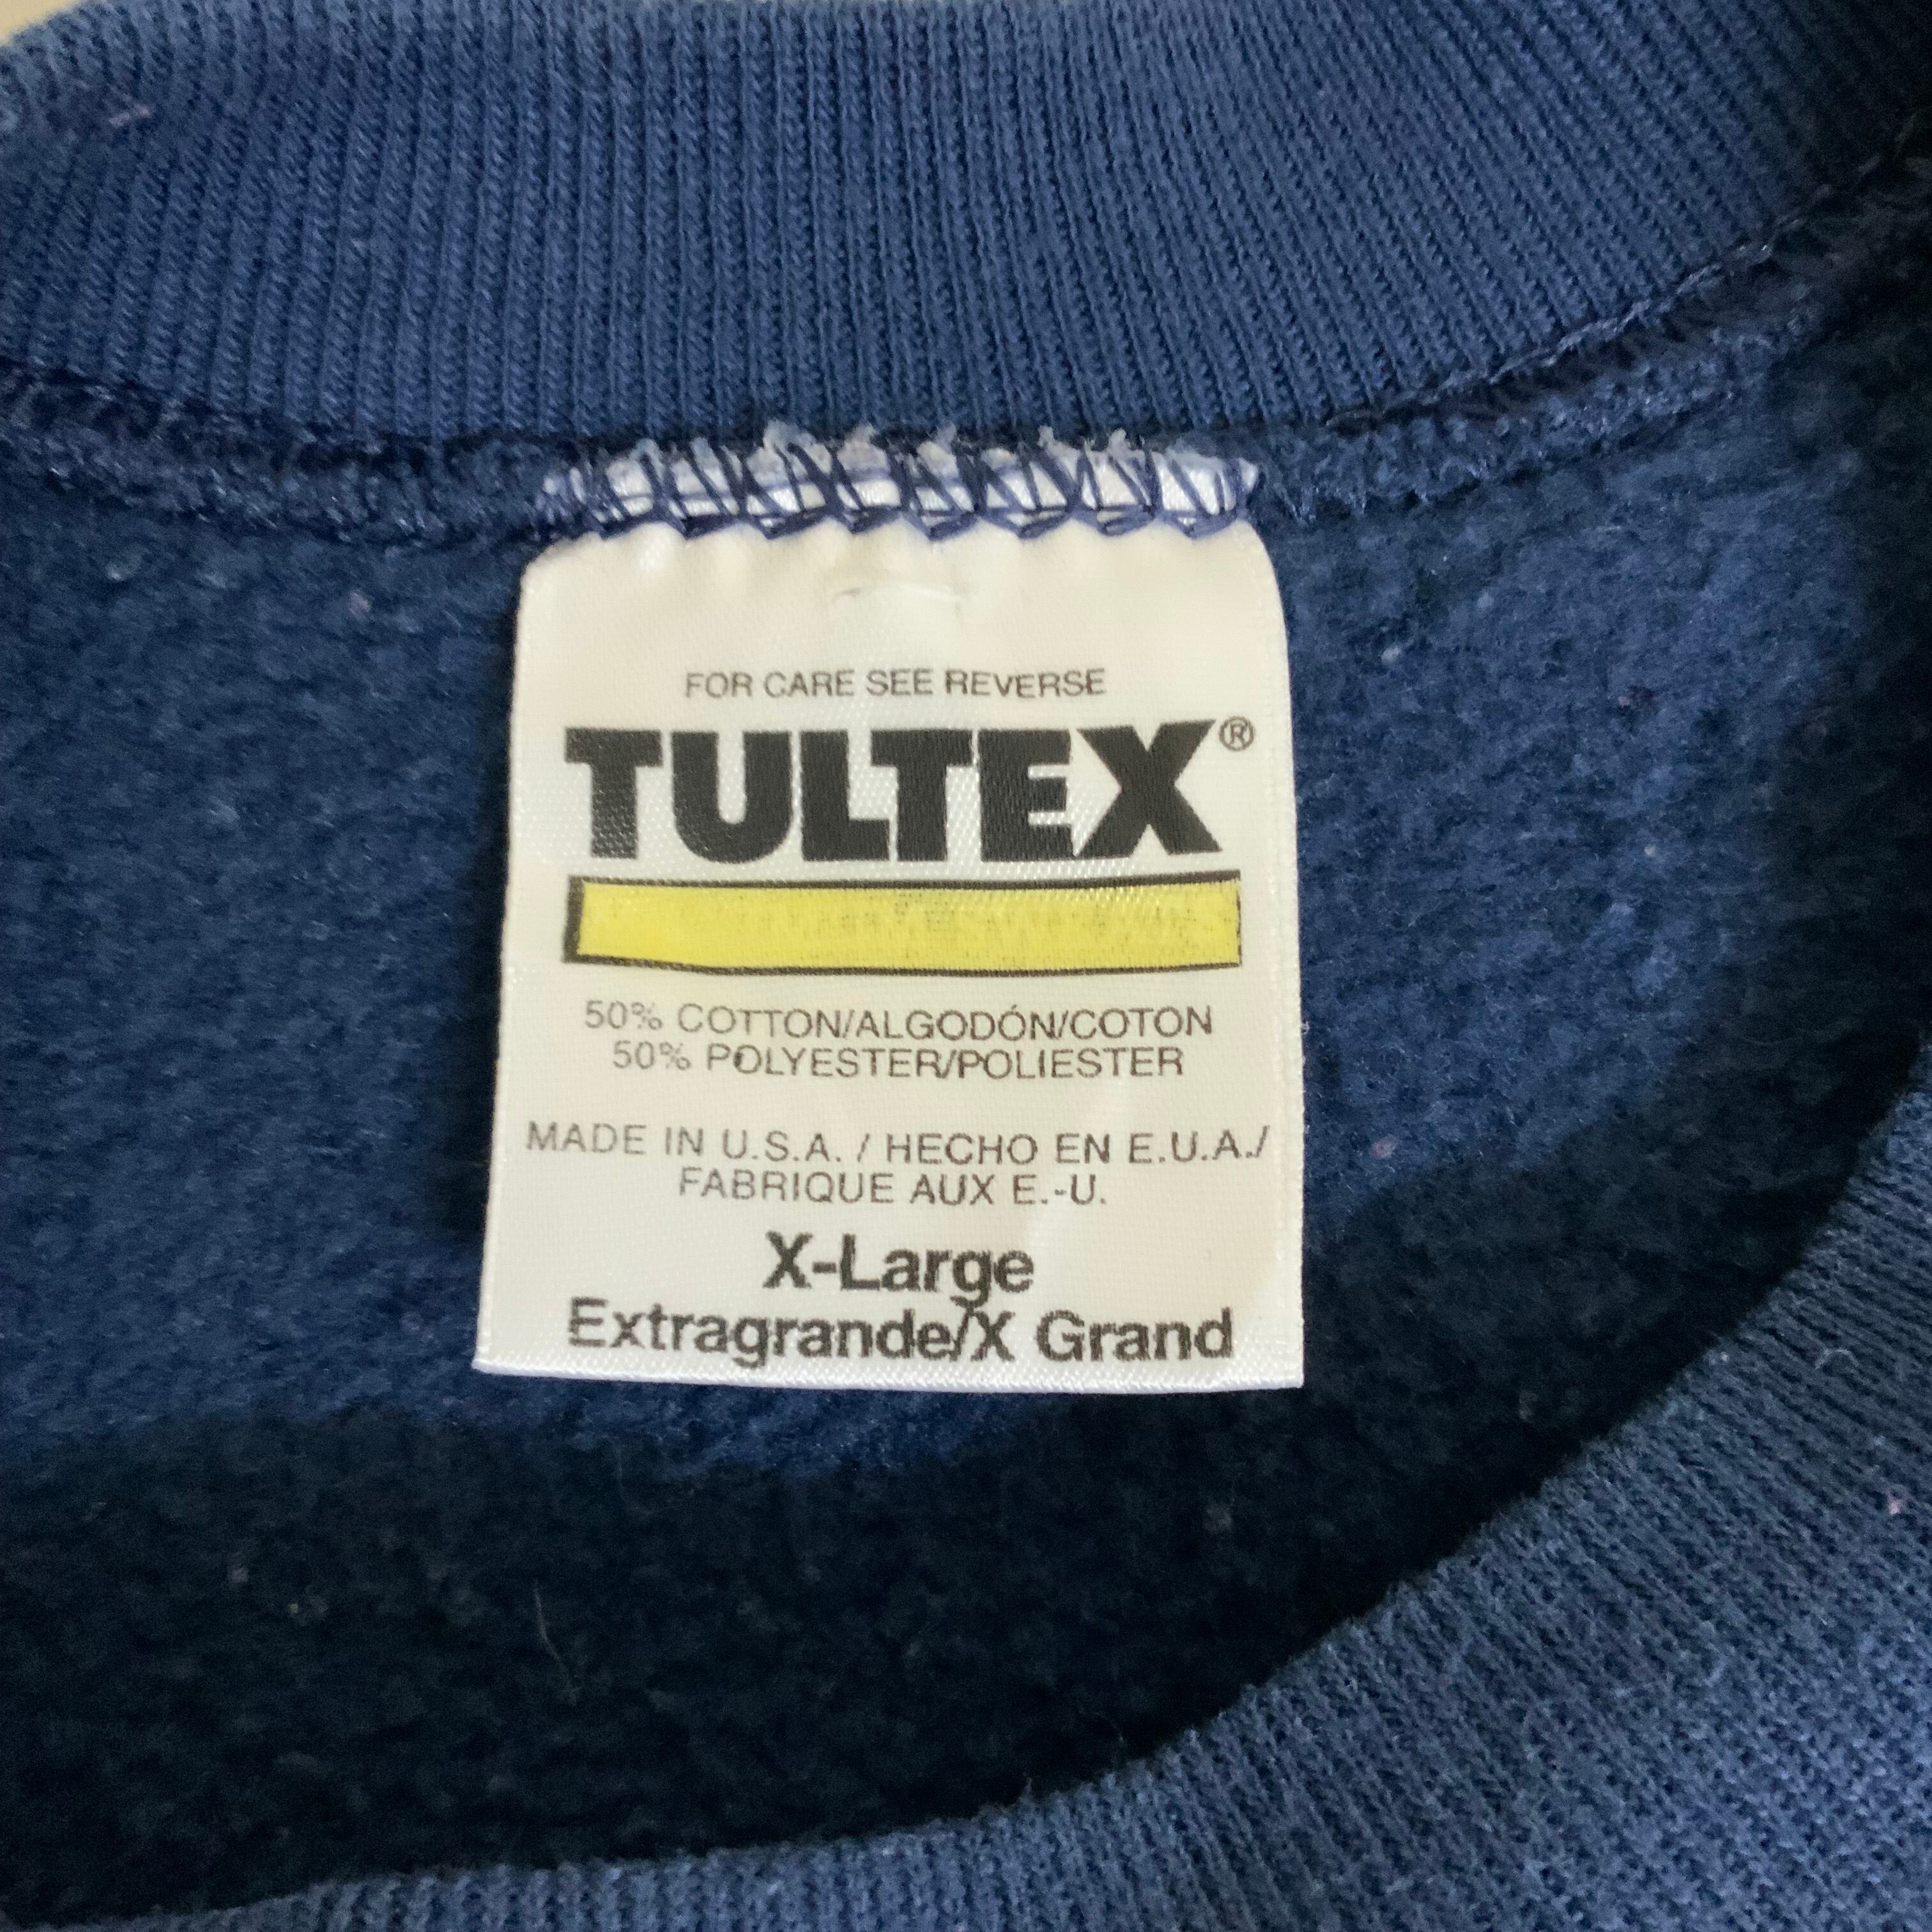 FOR CARE SEE REVERSE
TULTEX®
50% COTTON/ALGODÓN/COTON
50% POLYESTER/POLIESTER
MADE IN U.S.A. / HECHO EN E.U.A./
FABRIQUE AUX E.-U.
X-Large
Extragrande/X Grand